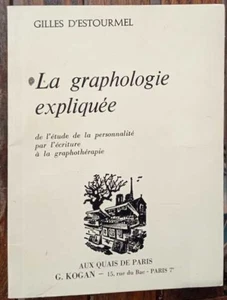 GILLES D'ESTOURMEL
La graphologie
expliquée
de l'étude de la personnalité
par l'écriture
à la graphothérapie
AUX QUAIS DE PARIS
G. KOGAN — 15, rue du Bac - PARIS 7ᵉ